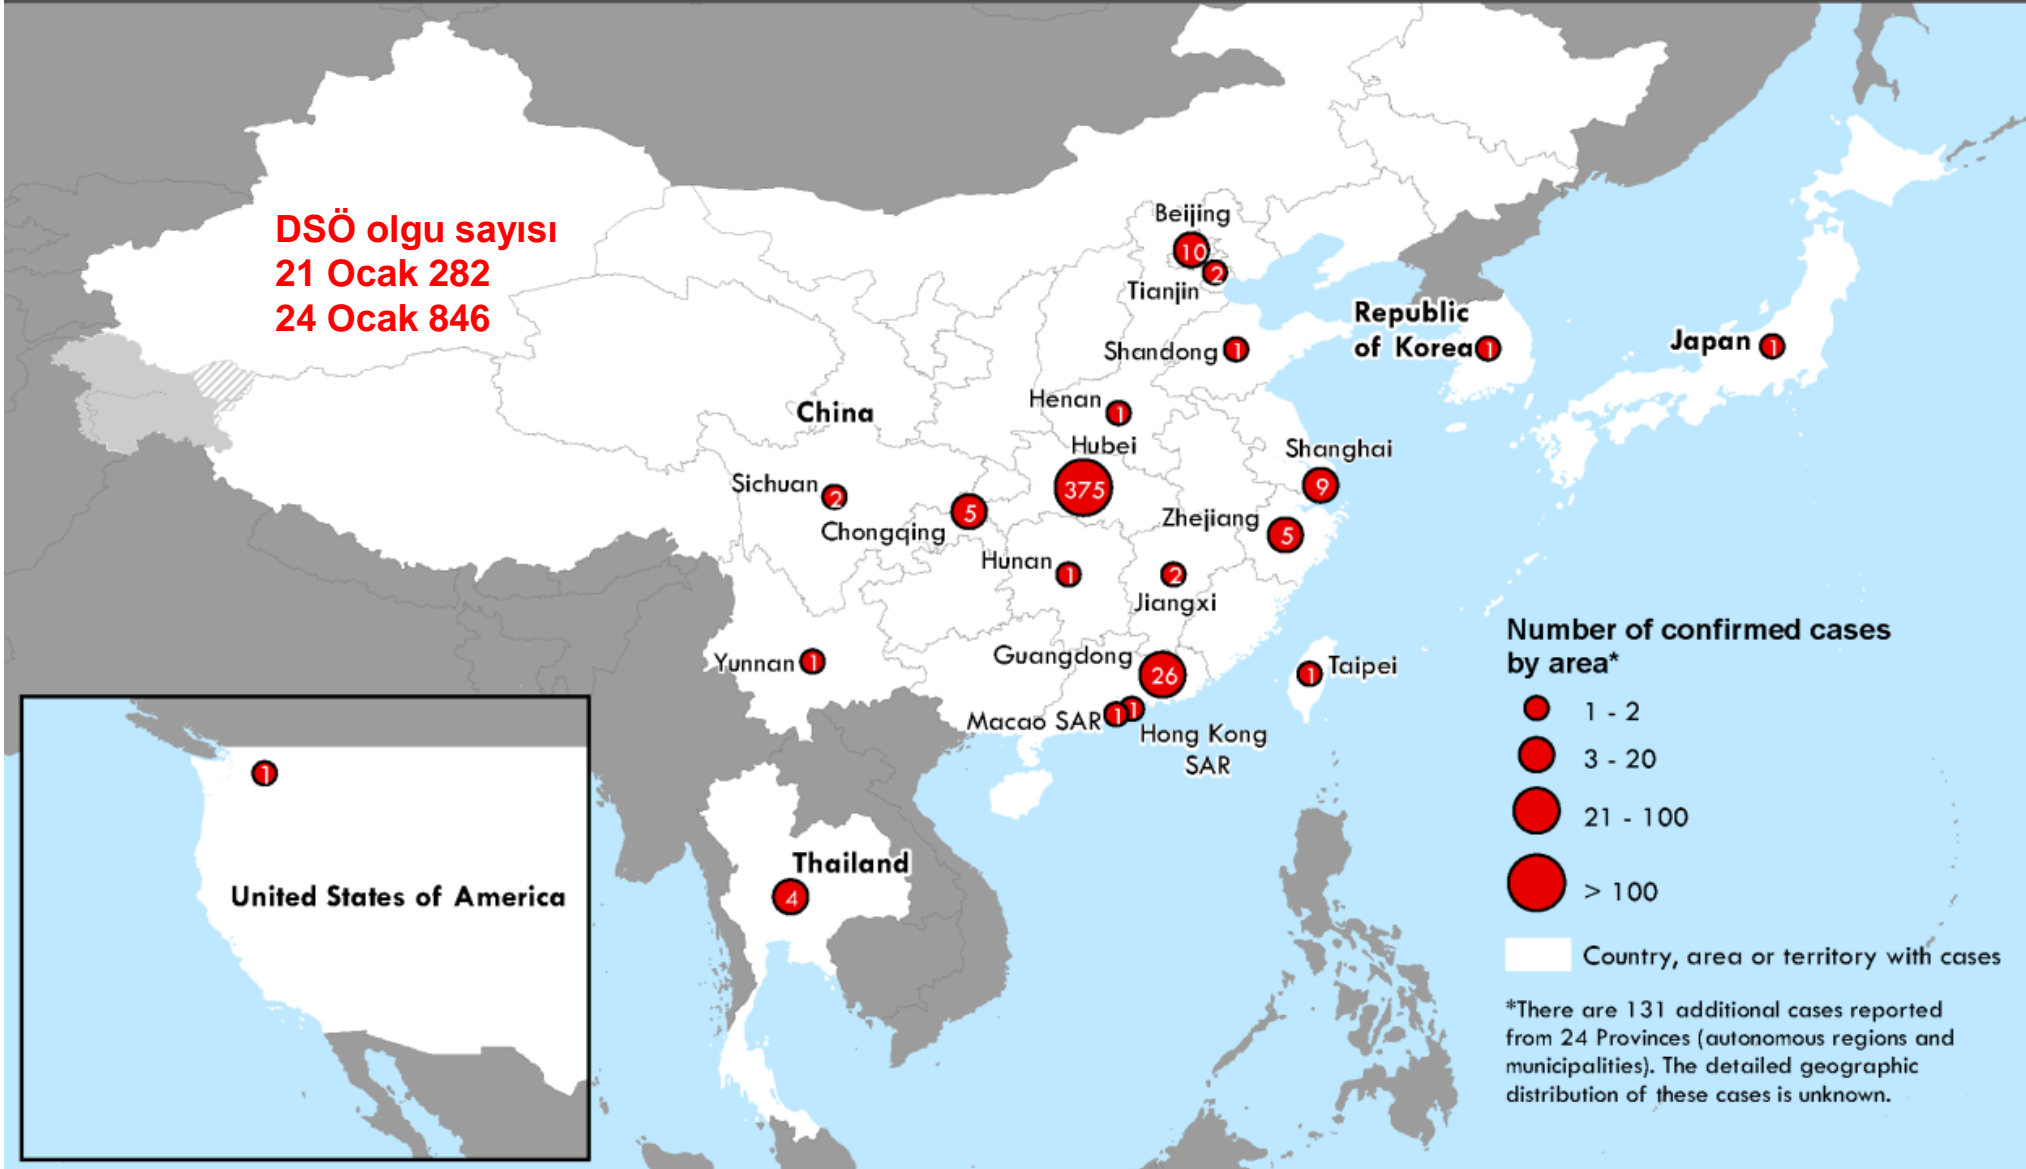 DSÖ olgu sayısı
21 Ocak 282
24 Ocak 846
Beijing
10
2
Tianjin
Republic
of Korea
1
Japan
1
Shandong
1
China
Henan
1
Hubei
375
Shanghai
9
Sichuan
2
Chongqing
5
Zhejiang
5
Hunan
1
2
Jiangxi
Yunnan
1
Guangdong
26
1
Taipei
Macao SAR
1
1
Hong Kong
SAR
1
United States of America
Thailand
4
Number of confirmed cases
by area*
1 - 2
3 - 20
21 - 100
> 100
Country, area or territory with cases
*There are 131 additional cases reported
from 24 Provinces (autonomous regions and
municipalities). The detailed geographic
distribution of these cases is unknown.